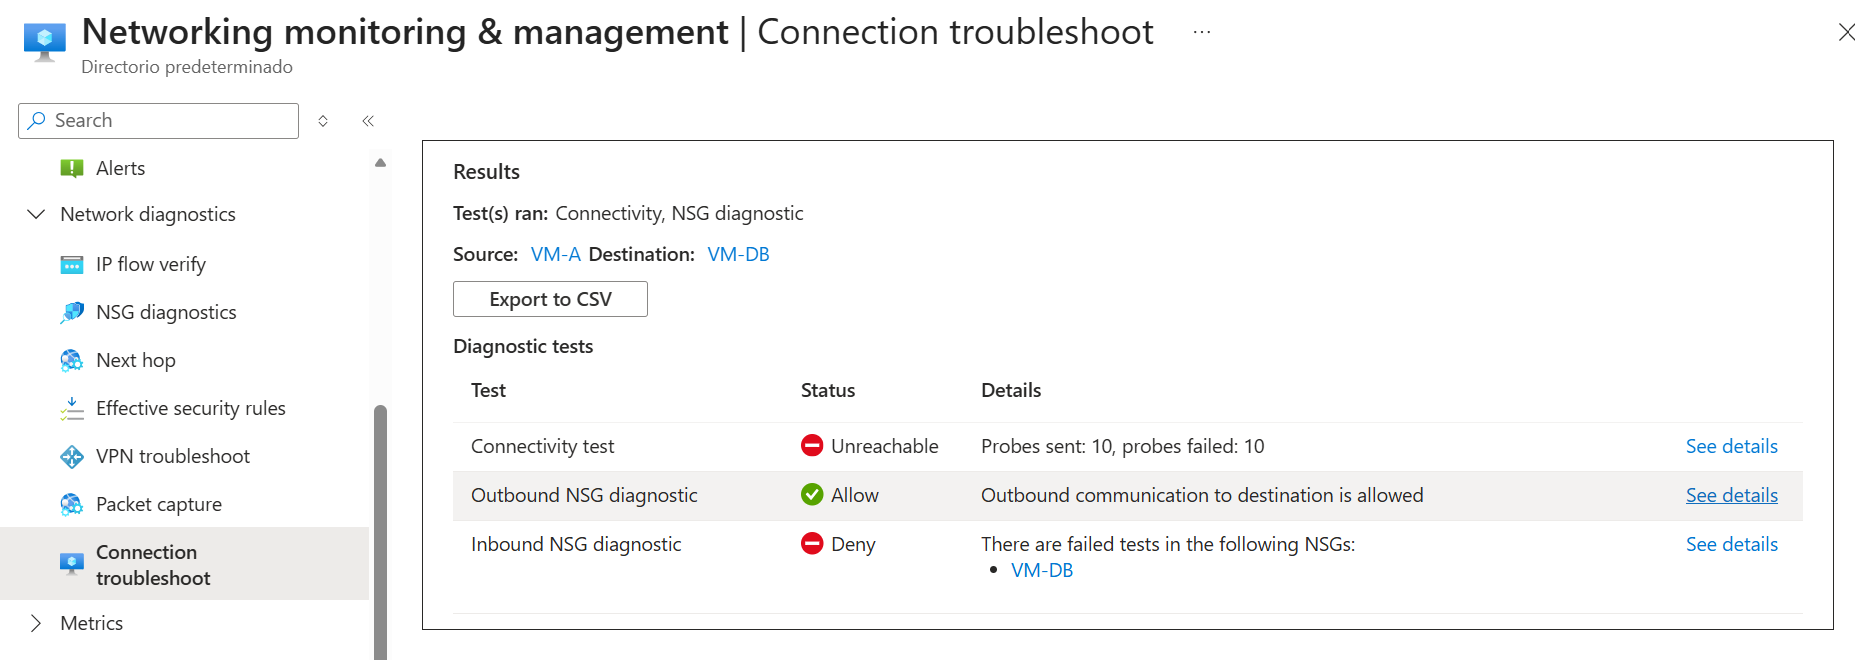 Networking monitoring & management | Connection troubleshoot ...
Directorio predeterminado
Search
Alerts
Network diagnostics
IP flow verify
NSG diagnostics
Next hop
Effective security rules
VPN troubleshoot
Packet capture
Connection
troubleshoot
Metrics
Results
Test(s) ran: Connectivity, NSG diagnostic
Source: VM-A Destination: VM-DB
Export to CSV
Diagnostic tests
Test Status Details
Connectivity test Unreachable Probes sent: 10, probes failed: 10 See details
Outbound NSG diagnostic Allow Outbound communication to destination is allowed See details
Inbound NSG diagnostic Deny There are failed tests in the following NSGs: See details
• VM-DB